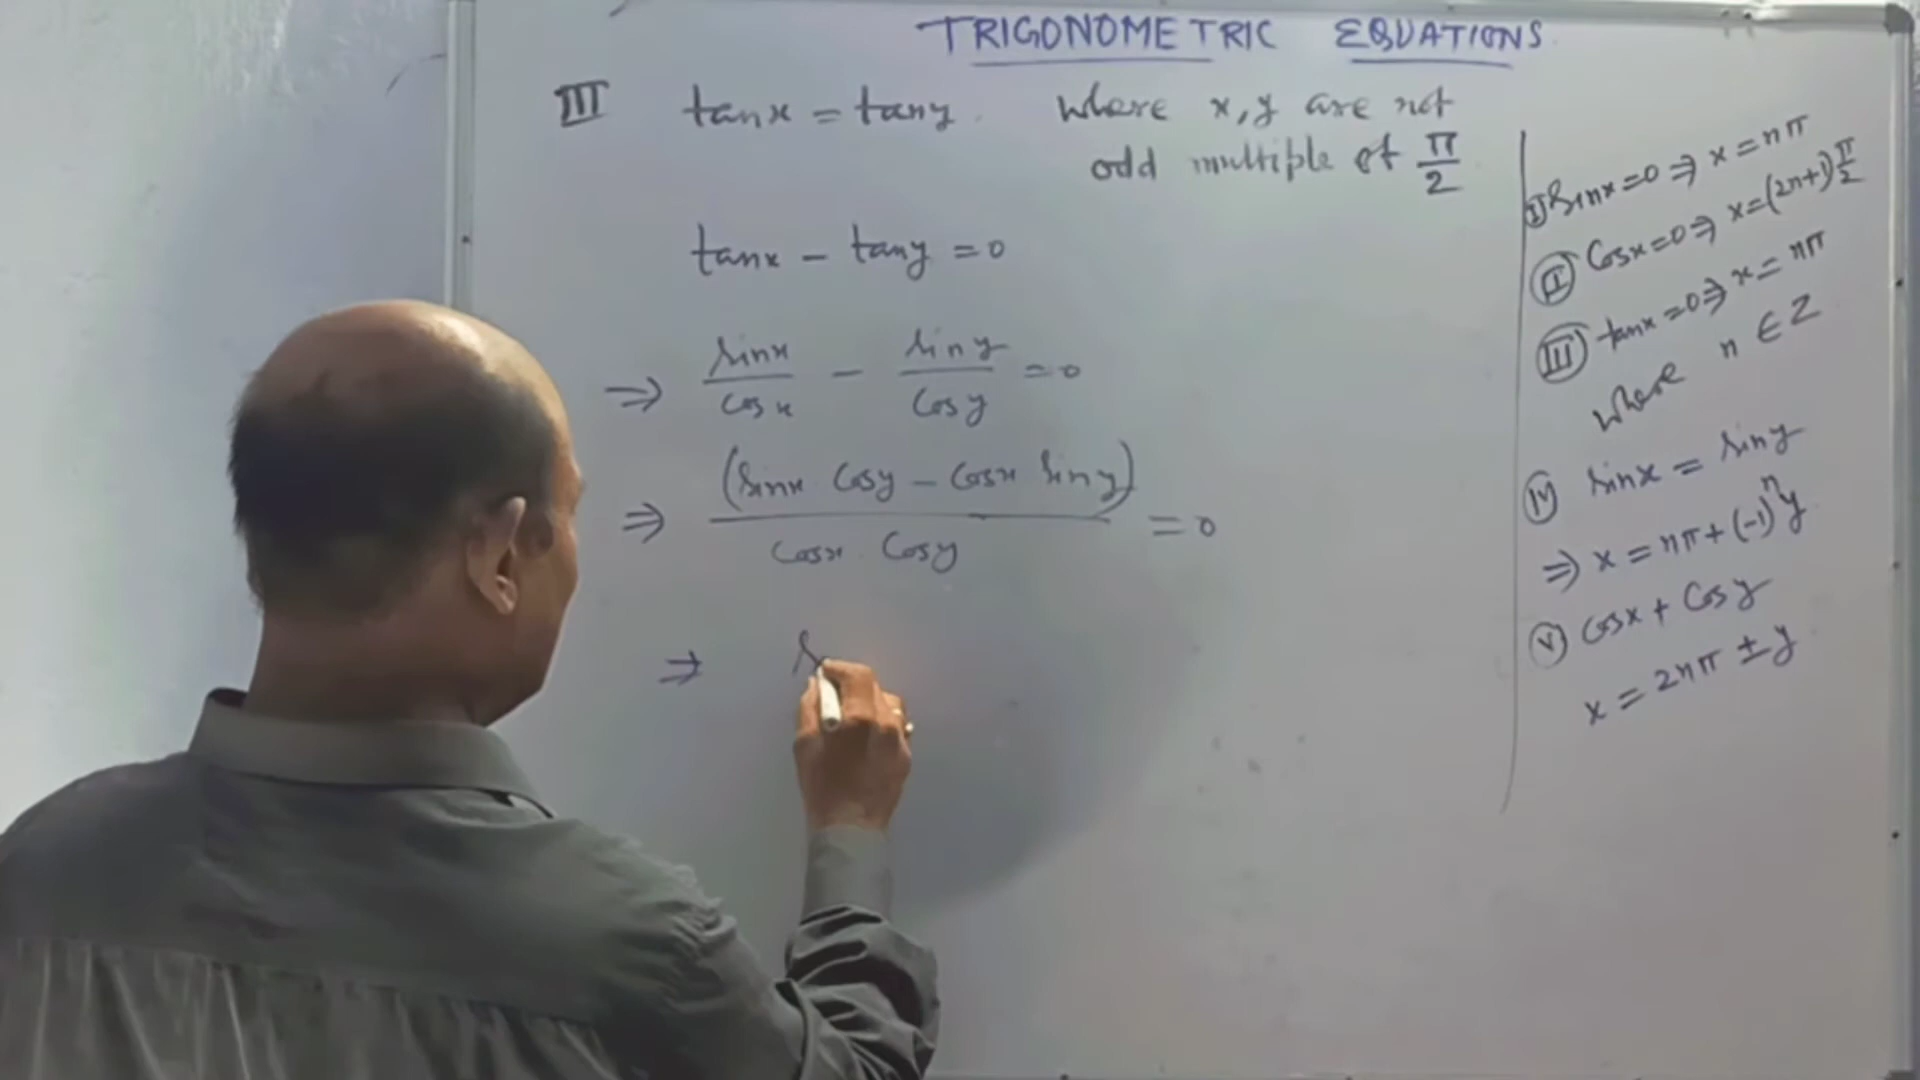 TRIGONOMETRIC EQUATIONS
III tanx = tany. where x, y are not
odd multiple of π/2
tanx - tany = 0
⇒ sinx/cosx - siny/cosy = 0
⇒ (sinx cosy - cosx siny)/cosx . cosy = 0
⇒ s
I sinx=0 ⇒ x = nπ
II cosx=0 ⇒ x=(2n+1)π/2
III tanx=0 ⇒ x = nπ
where n ∈ Z
IV sinx = siny
⇒ x = nπ + (-1)ⁿy
V cosx + cosy
x = 2nπ ± y